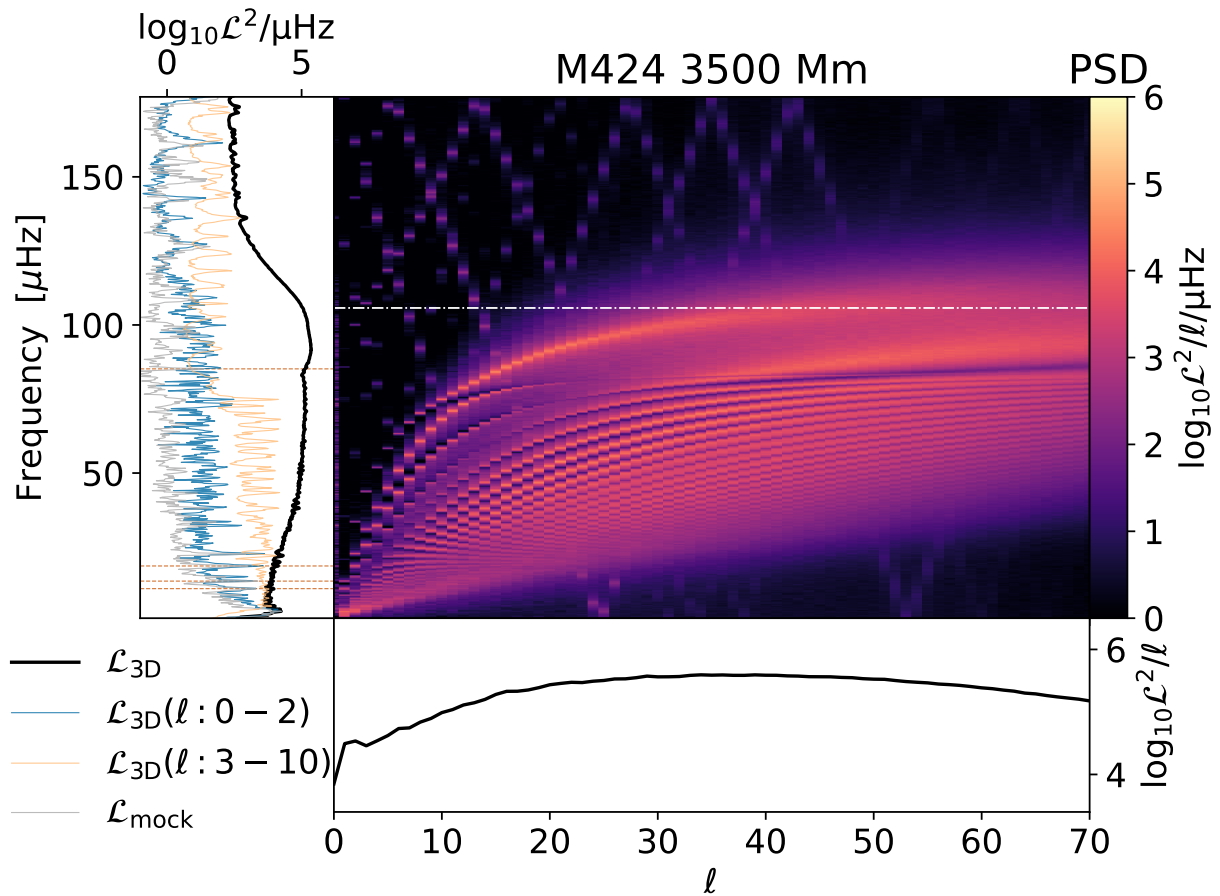 log₁₀ℒ²/μHz
0 5
M424 3500 Mm
PSD
Frequency [μHz]
150
100
50
6
5
4
3
2
1
0
log₁₀ℒ²/ℓ/μHz
ℒ₃D
ℒ₃D(ℓ : 0 − 2)
ℒ₃D(ℓ : 3 − 10)
ℒmock
6
4
log₁₀ℒ²/ℓ
0 10 20 30 40 50 60 70
ℓ